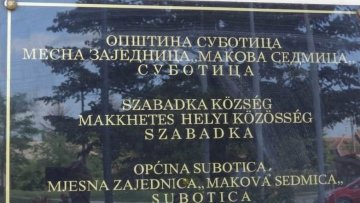 ОПШТИНА СУБОТИЦА
МЕСНА ЗАЈЕДНИЦА,,МАКОВА СЕДМИЦА,,
СУБОТИЦА
SZABADKA KÖZSÉG
MAKKHETES HELYI KÖZÖSSÉG
SZABADKA
OPĆINA SUBOTICA
MJESNA ZAJEDNICA,,MAKOVA SEDMICA,,
SUBOTICA